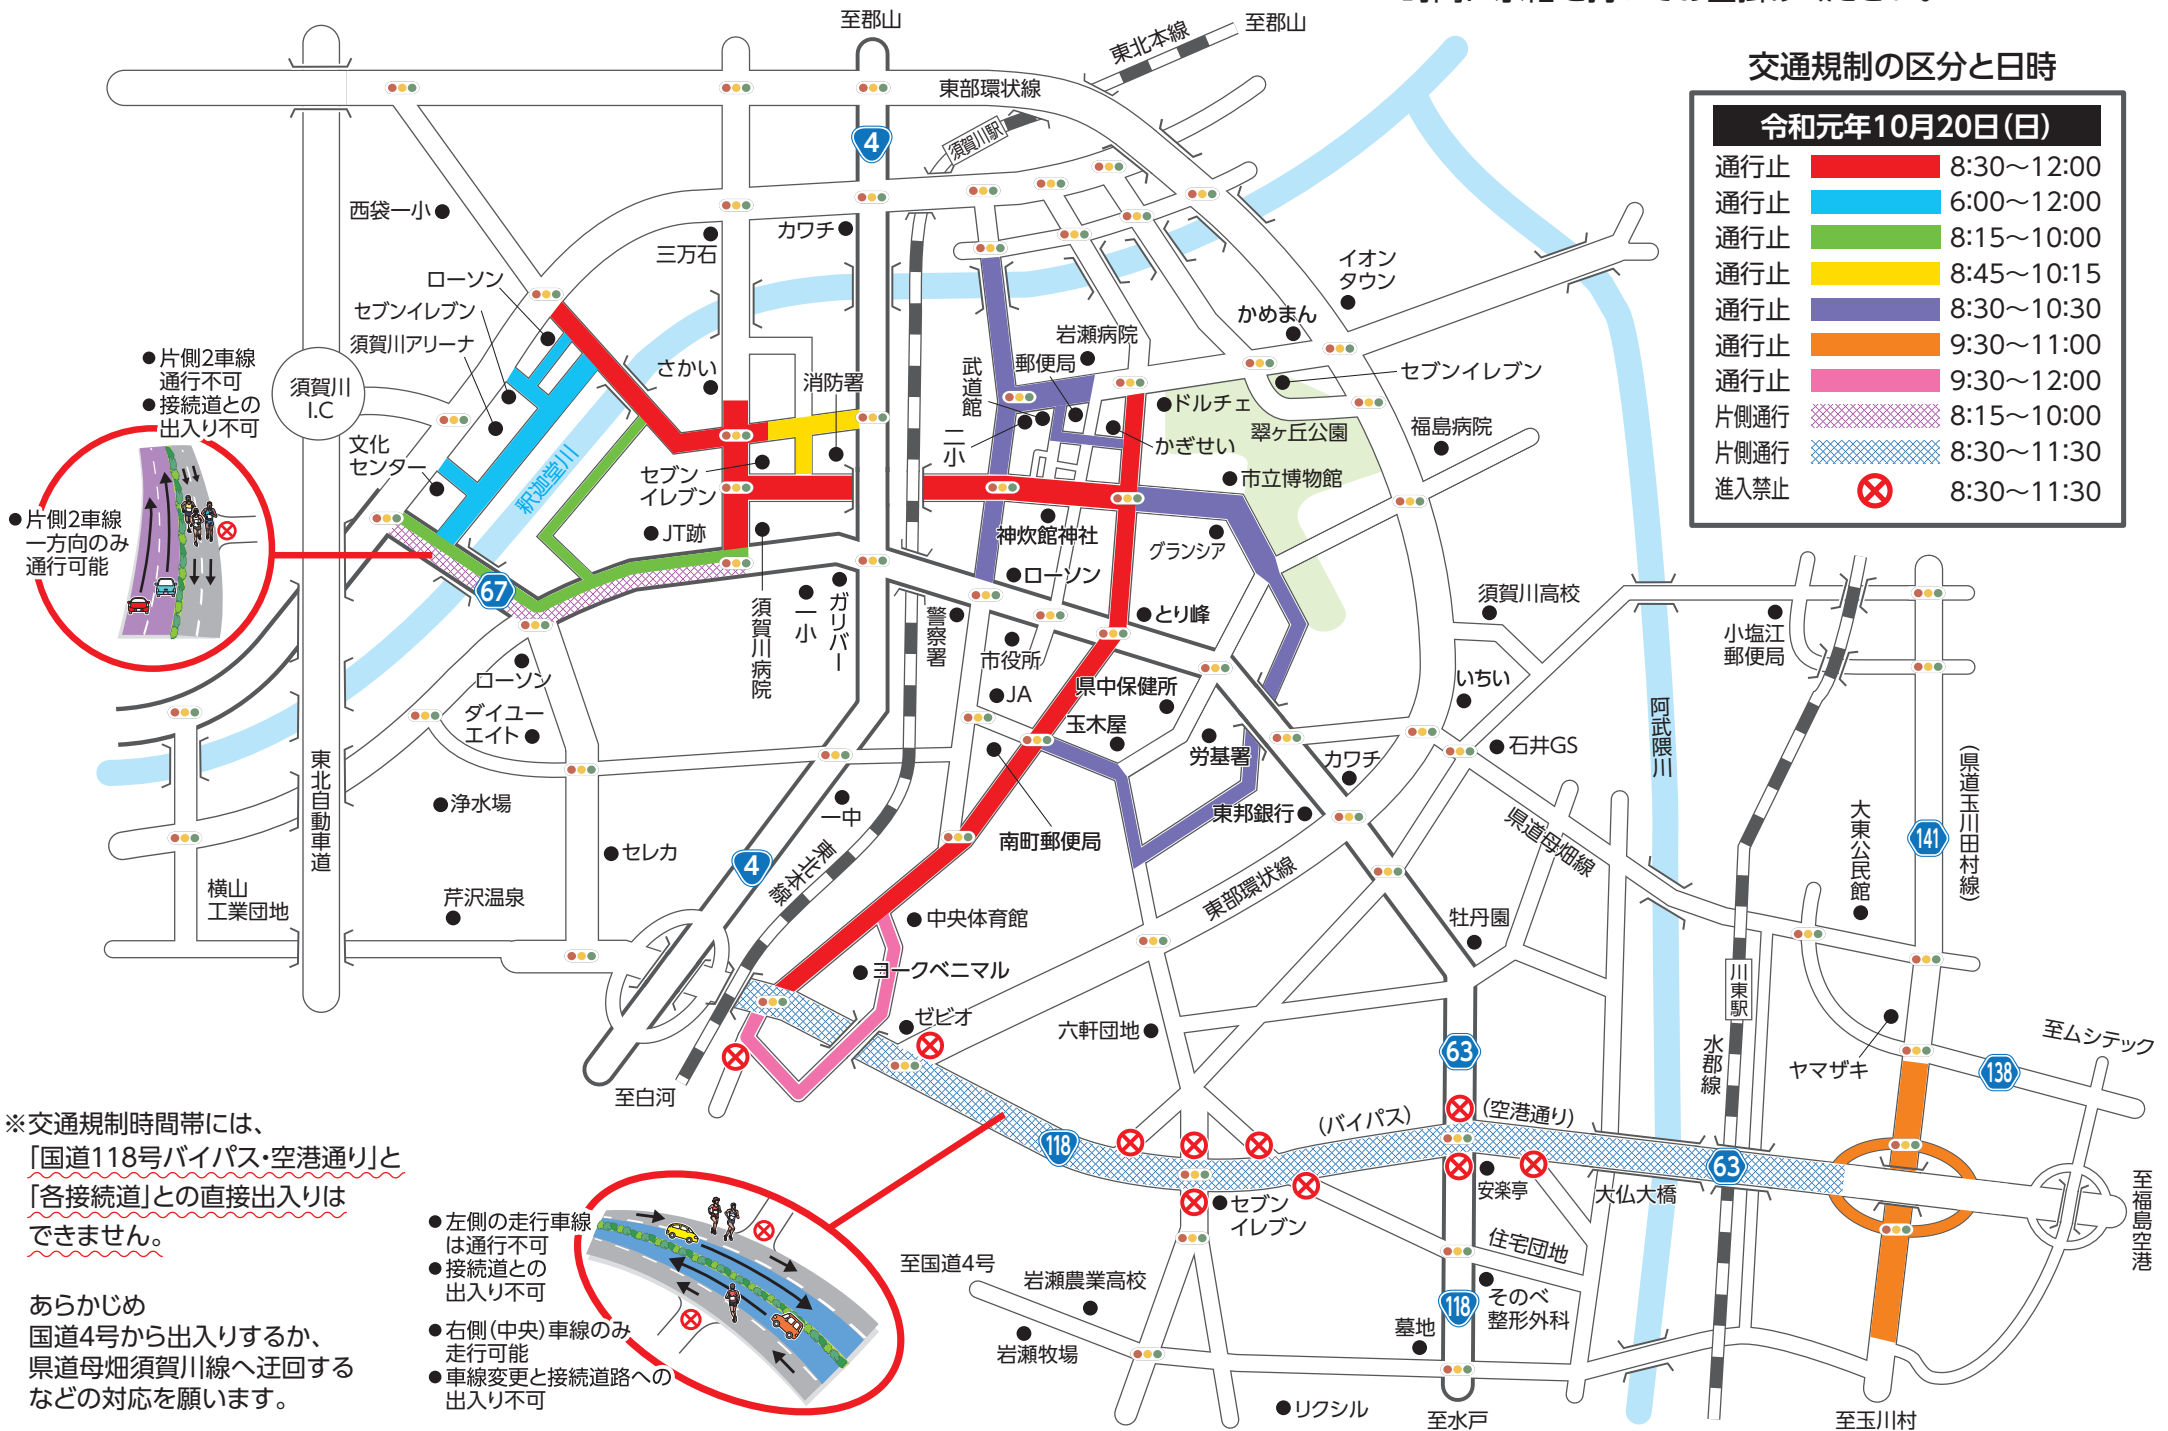 至郡山
東北本線
至郡山
東部環状線
4
須賀川駅
交通規制の区分と日時
令和元年10月20日(日)
通行止 8:30〜12:00
通行止 6:00〜12:00
通行止 8:15〜10:00
通行止 8:45〜10:15
通行止 8:30〜10:30
通行止 9:30〜11:00
通行止 9:30〜12:00
片側通行 8:15〜10:00
片側通行 8:30〜11:30
進入禁止 8:30〜11:30
西袋一小
三万石
カワチ
ローソン
セブンイレブン
須賀川アリーナ
イオン
タウン
かめまん
岩瀬病院
郵便局
武道館
二小
さかい
消防署
セブンイレブン
ドルチェ
かぎせい
翠ヶ丘公園
福島病院
市立博物館
●片側2車線
通行不可
●接続道との
出入り不可
須賀川
I.C
文化
センター
釈迦堂川
セブン
イレブン
JT跡
●片側2車線
一方向のみ
通行可能
67
神炊館神社
グランシア
ローソン
須賀川病院
一小
ガリバー
警察署
市役所
とり峰
JA
県中保健所
玉木屋
労基署
須賀川高校
いちい
石井GS
カワチ
東邦銀行
小塩江
郵便局
阿武隈川
(県道玉川田村線)
141
大東公民館
県道母畑線
ローソン
ダイユー
エイト
東北自動車道
浄水場
セレカ
芹沢温泉
横山
工業団地
一中
4
東北本線
南町郵便局
中央体育館
ヨークベニマル
ゼビオ
東部環状線
牡丹園
六軒団地
川東駅
水郡線
63
ヤマザキ
138
至ムシテック
至白河
118
(バイパス)
(空港通り)
63
安楽亭
大仏大橋
セブン
イレブン
住宅団地
至福島空港
至国道4号
岩瀬農業高校
岩瀬牧場
118
そのべ
整形外科
墓地
リクシル
至水戸
至玉川村
※交通規制時間帯には、
「国道118号バイパス・空港通り」と
「各接続道」との直接出入りは
できません。
あらかじめ
国道4号から出入りするか、
県道母畑須賀川線へ迂回する
などの対応を願います。
●左側の走行車線
は通行不可
●接続道との
出入り不可
●右側(中央)車線のみ
走行可能
●車線変更と接続道路への
出入り不可